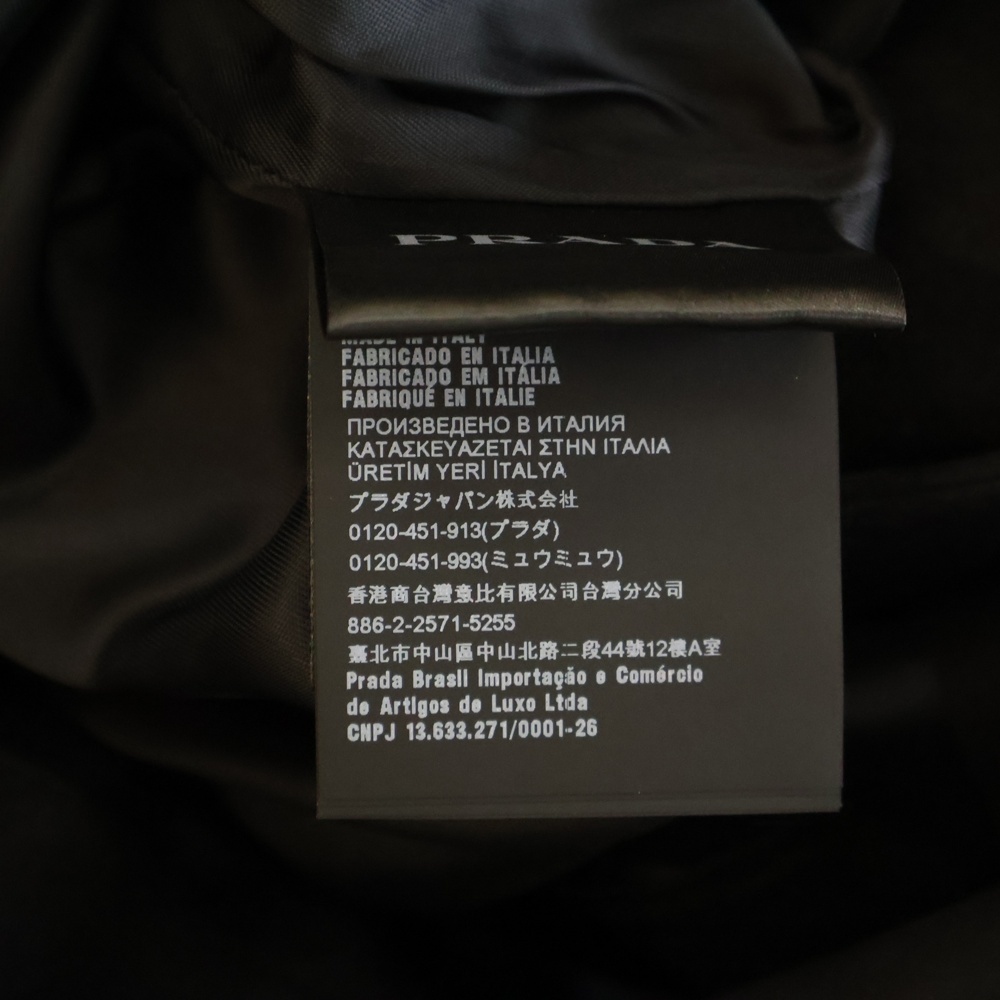 PRADA
MADE IN ITALY
FABRICADO EN ITALIA
FABRICADO EM ITÁLIA
FABRIQUÉ EN ITALIE
ПРОИЗВЕДЕНО В ИТАЛИЯ
ΚΑΤΑΣΚΕΥΑΖΕΤΑΙ ΣΤΗΝ ΙΤΑΛΙΑ
ÜRETİM YERİ İTALYA
プラダジャパン株式会社
0120-451-913(プラダ)
0120-451-993(ミュウミュウ)
香港商台灣意比有限公司台灣分公司
886-2-2571-5255
臺北市中山區中山北路二段44號12樓A室
Prada Brasil Importação e Comércio
de Artigos de Luxo Ltda
CNPJ 13.633.271/0001-26